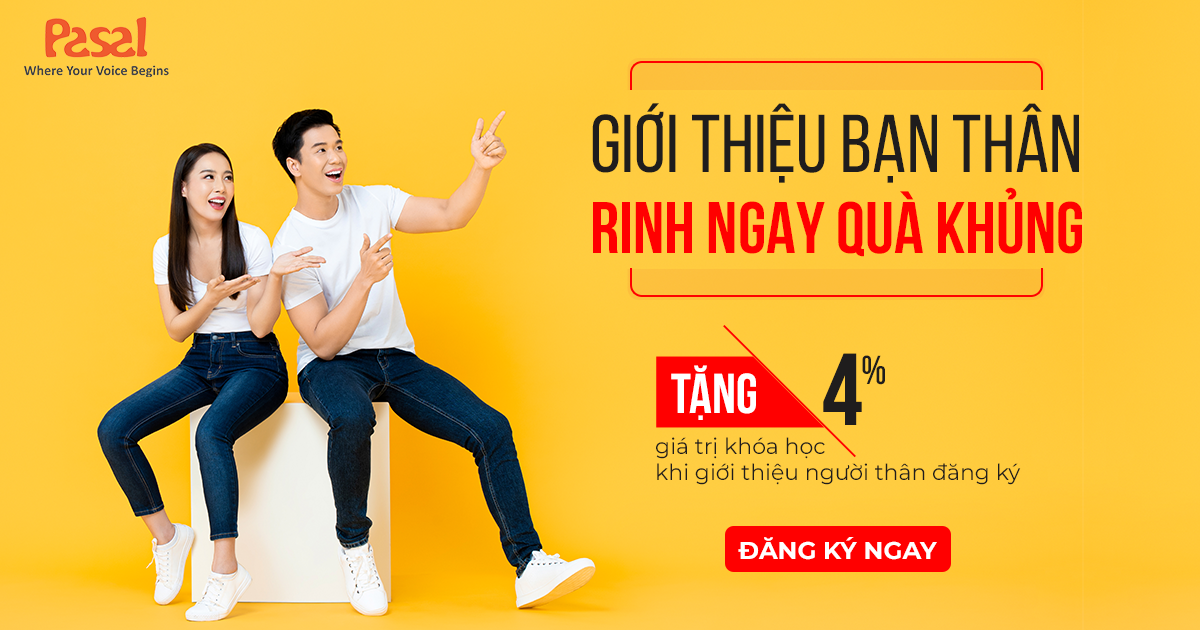 Pasal
Where Your Voice Begins
GIỚI THIỆU BẠN THÂN
RINH NGAY QUÀ KHỦNG
TẶNG 4%
giá trị khóa học
khi giới thiệu người thân đăng ký
ĐĂNG KÝ NGAY